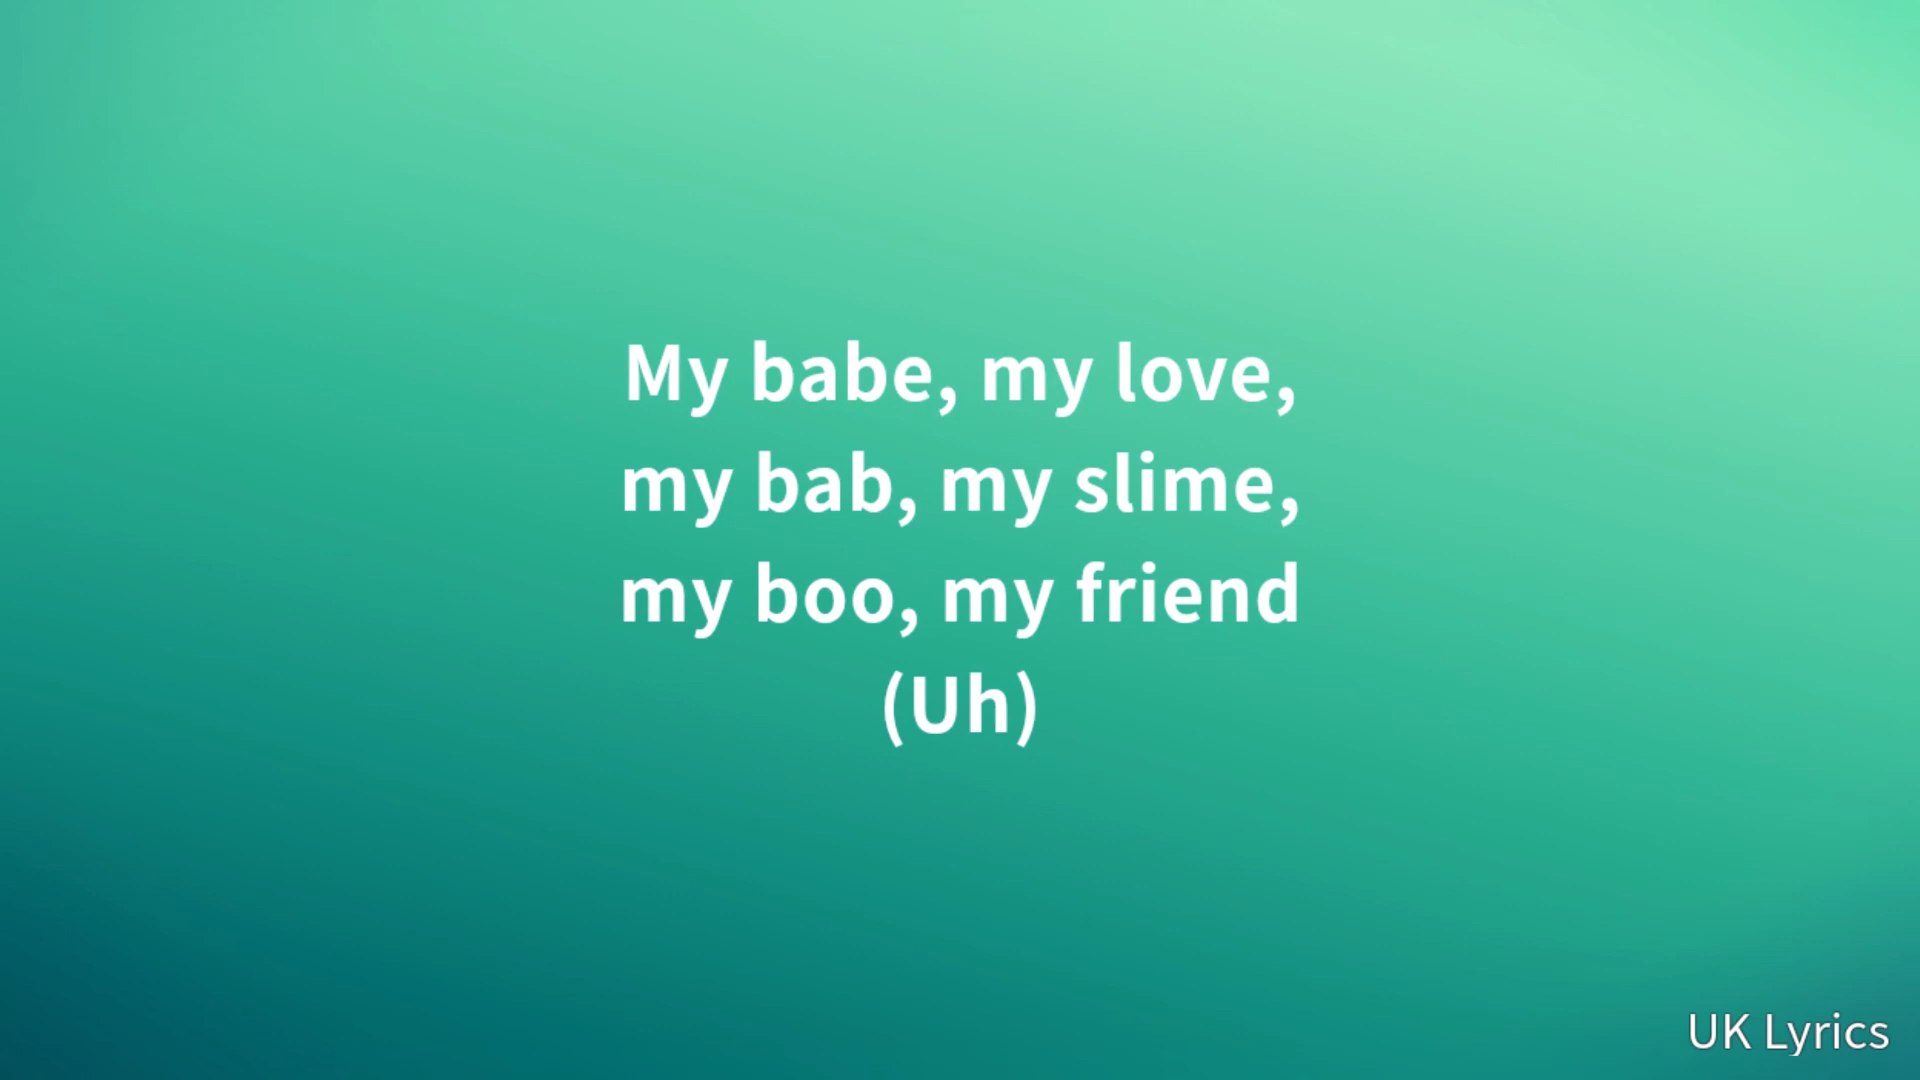 My babe, my love,
my bab, my slime,
my boo, my friend
(Uh)
UK Lyrics